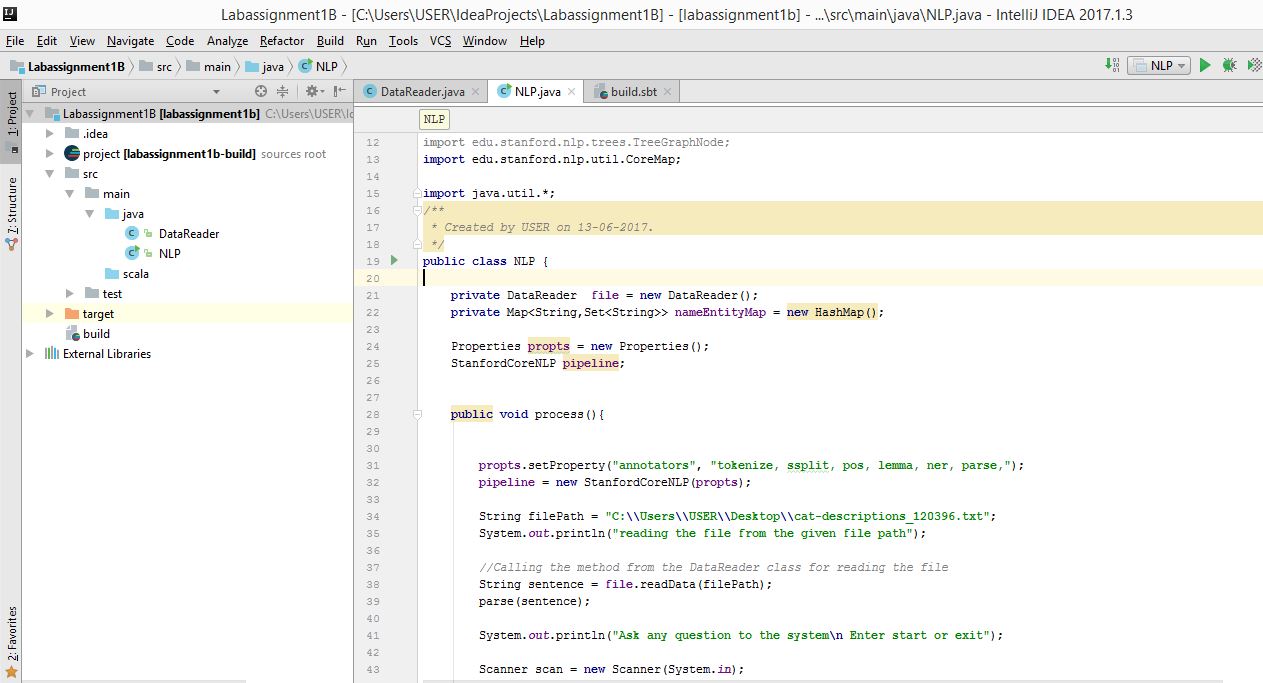 Labassignment1B - [C:\Users\USER\IdeaProjects\Labassignment1B] - [labassignment1b] - ...\src\main\java\NLP.java - IntelliJ IDEA 2017.1.3
File Edit View Navigate Code Analyze Refactor Build Run Tools VCS Window Help
Labassignment1B src main java NLP NLP
Project DataReader.java NLP.java build.sbt
1: Project
Z: Structure
2: Favorites
Labassignment1B [labassignment1b] C:\Users\USER\Id
.idea
project [labassignment1b-build] sources root
src
main
java
DataReader
NLP
scala
test
target
build
External Libraries
NLP
12 import edu.stanford.nlp.trees.TreeGraphNode;
13 import edu.stanford.nlp.util.CoreMap;
14
15 import java.util.*;
16 /**
17 * Created by USER on 13-06-2017.
18 */
19 public class NLP {
20
21 private DataReader file = new DataReader();
22 private Map<String,Set<String>> nameEntityMap = new HashMap();
23
24 Properties propts = new Properties();
25 StanfordCoreNLP pipeline;
26
27
28 public void process(){
29
30
31 propts.setProperty("annotators", "tokenize, ssplit, pos, lemma, ner, parse,");
32 pipeline = new StanfordCoreNLP(propts);
33
34 String filePath = "C:\\Users\\USER\\Desktop\\cat-descriptions_120396.txt";
35 System.out.println("reading the file from the given file path");
36
37 //Calling the method from the DataReader class for reading the file
38 String sentence = file.readData(filePath);
39 parse(sentence);
40
41 System.out.println("Ask any question to the system\n Enter start or exit");
42
43 Scanner scan = new Scanner(System.in);